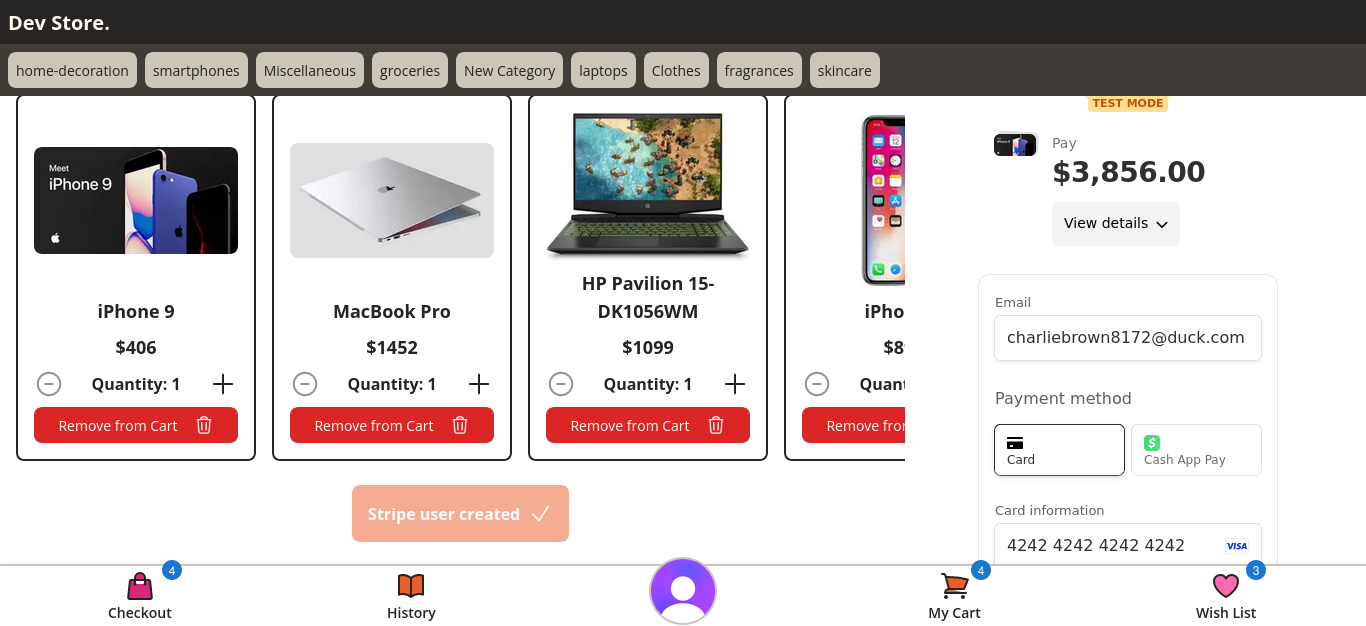 Dev Store.
home-decoration
smartphones
Miscellaneous
groceries
New Category
laptops
Clothes
fragrances
skincare
Meet
iPhone 9
iPhone 9
$406
Quantity: 1
Remove from Cart
MacBook Pro
$1452
Quantity: 1
Remove from Cart
HP Pavilion 15-
DK1056WM
$1099
Quantity: 1
Remove from Cart
iPho
Quant
Remove fro
Stripe user created
TEST MODE
Pay
$3,856.00
View details
Email
charliebrown8172@duck.com
Payment method
Card
$
Cash App Pay
Card information
4242 4242 4242 4242
VISA
4
Checkout
History
4
My Cart
3
Wish List